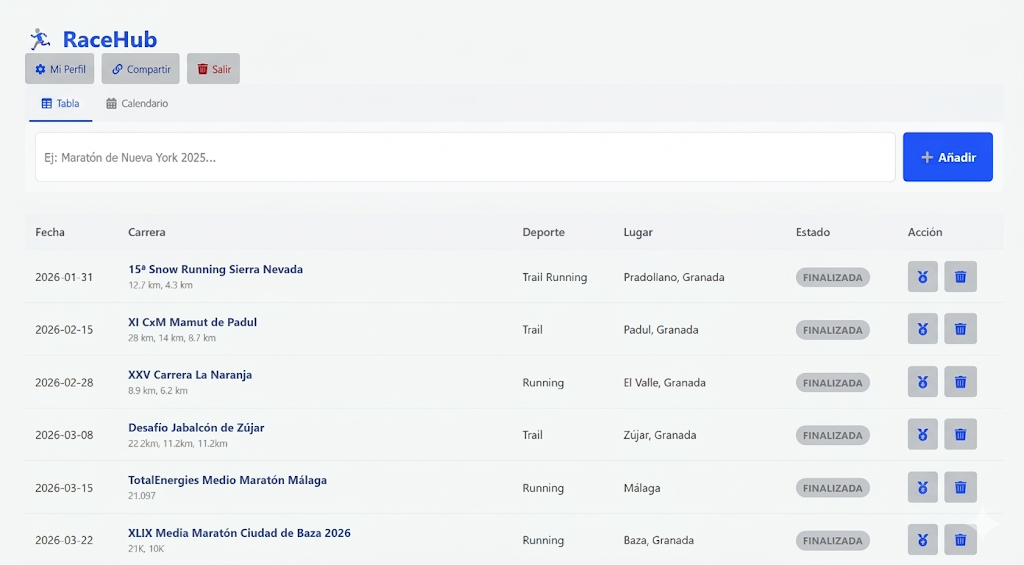 RaceHub
Mi Perfil Compartir Salir
Tabla Calendario
Ej: Maratón de Nueva York 2025...
+ Añadir
Fecha Carrera Deporte Lugar Estado Acción
2026-01-31 15ª Snow Running Sierra Nevada Trail Running Pradollano, Granada FINALIZADA
12.7 km, 4.3 km
2026-02-15 XI CxM Mamut de Padul Trail Padul, Granada FINALIZADA
28 km, 14 km, 8.7 km
2026-02-28 XXV Carrera La Naranja Running El Valle, Granada FINALIZADA
8.9 km, 6.2 km
2026-03-08 Desafío Jabalcón de Zújar Trail Zújar, Granada FINALIZADA
22.2km, 11.2km, 11.2km
2026-03-15 TotalEnergies Medio Maratón Málaga Running Málaga FINALIZADA
21.097
2026-03-22 XLIX Media Maratón Ciudad de Baza 2026 Running Baza, Granada FINALIZADA
21K, 10K